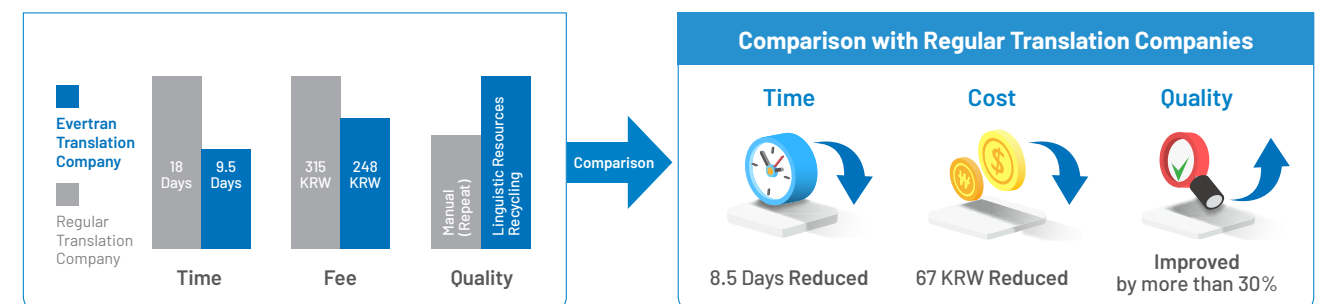 Evertran
Translation
Company
Regular
Translation
Company
18
Days
9.5
Days
Time
315
KRW
248
KRW
Fee
Manual
(Repeat)
Linguistic Resources
Recycling
Quality
Comparison
Comparison with Regular Translation Companies
Time
8.5 Days Reduced
Cost
₩
$
67 KRW Reduced
Quality
Improved
by more than 30%